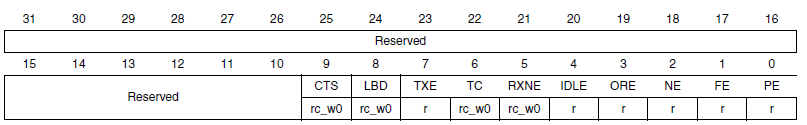 31 30 29 28 27 26 25 24 23 22 21 20 19 18 17 16
Reserved
15 14 13 12 11 10 9 8 7 6 5 4 3 2 1 0
Reserved CTS LBD TXE TC RXNE IDLE ORE NE FE PE
rc_w0 rc_w0 r rc_w0 rc_w0 r r r r r